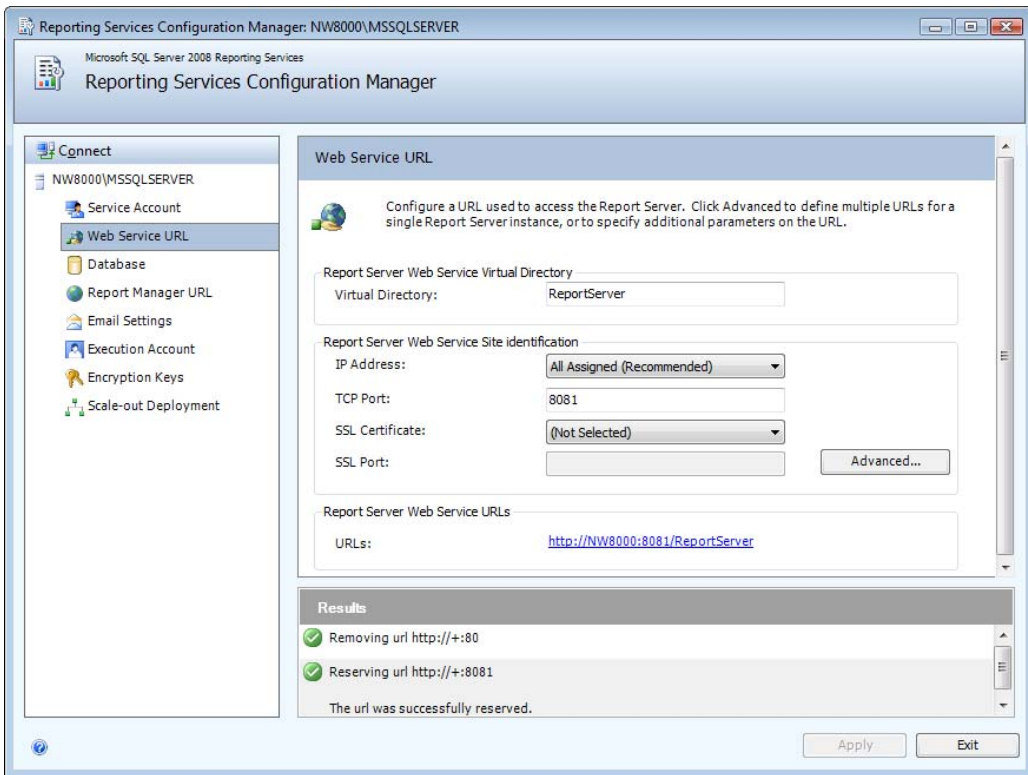 Reporting Services Configuration Manager: NW8000\MSSQLSERVER
Microsoft SQL Server 2008 Reporting Services
Reporting Services Configuration Manager
Connect
NW8000\MSSQLSERVER
Service Account
Web Service URL
Database
Report Manager URL
Email Settings
Execution Account
Encryption Keys
Scale-out Deployment
Web Service URL
Configure a URL used to access the Report Server. Click Advanced to define multiple URLs for a
single Report Server instance, or to specify additional parameters on the URL.
Report Server Web Service Virtual Directory
Virtual Directory: ReportServer
Report Server Web Service Site identification
IP Address: All Assigned (Recommended)
TCP Port: 8081
SSL Certificate: (Not Selected)
SSL Port: Advanced...
Report Server Web Service URLs
URLs: http://NW8000:8081/ReportServer
Results
Removing url http://+:80
Reserving url http://+:8081
The url was successfully reserved.
Apply Exit